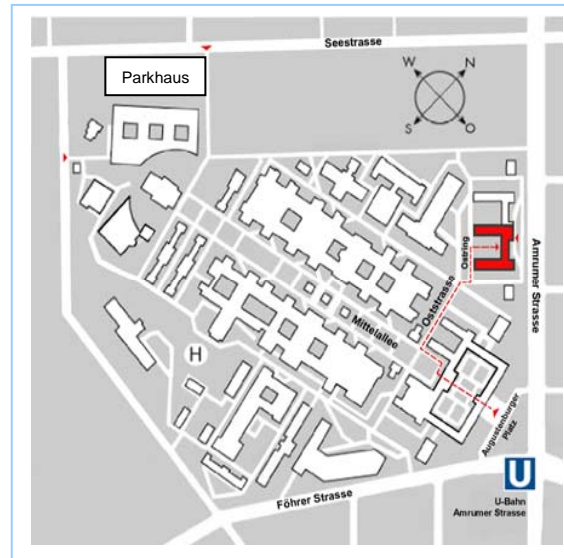 Seestrasse
Parkhaus
W
N
S
O
Ostring
Amrumer Strasse
Oststrasse
Mittelallee
H
Augustenburger
Platz
U
U-Bahn
Amrumer Strasse
Föhrer Strasse